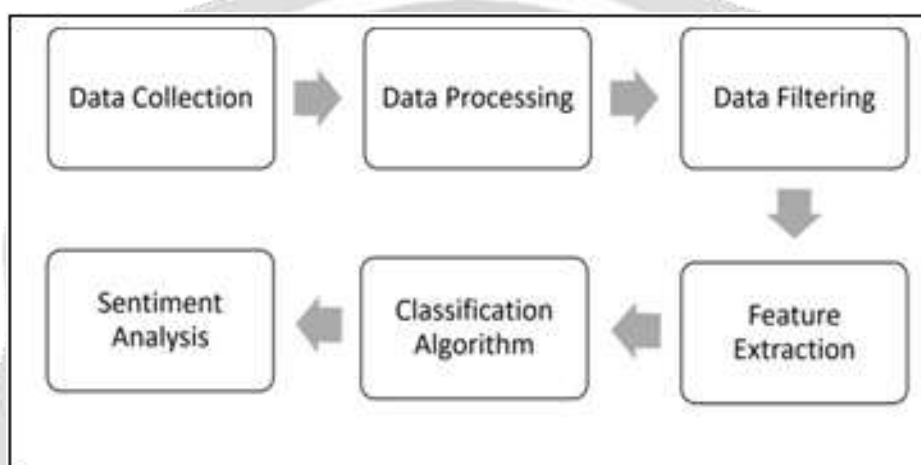 Data Collection
Data Processing
Data Filtering
Feature
Extraction
Classification
Algorithm
Sentiment
Analysis